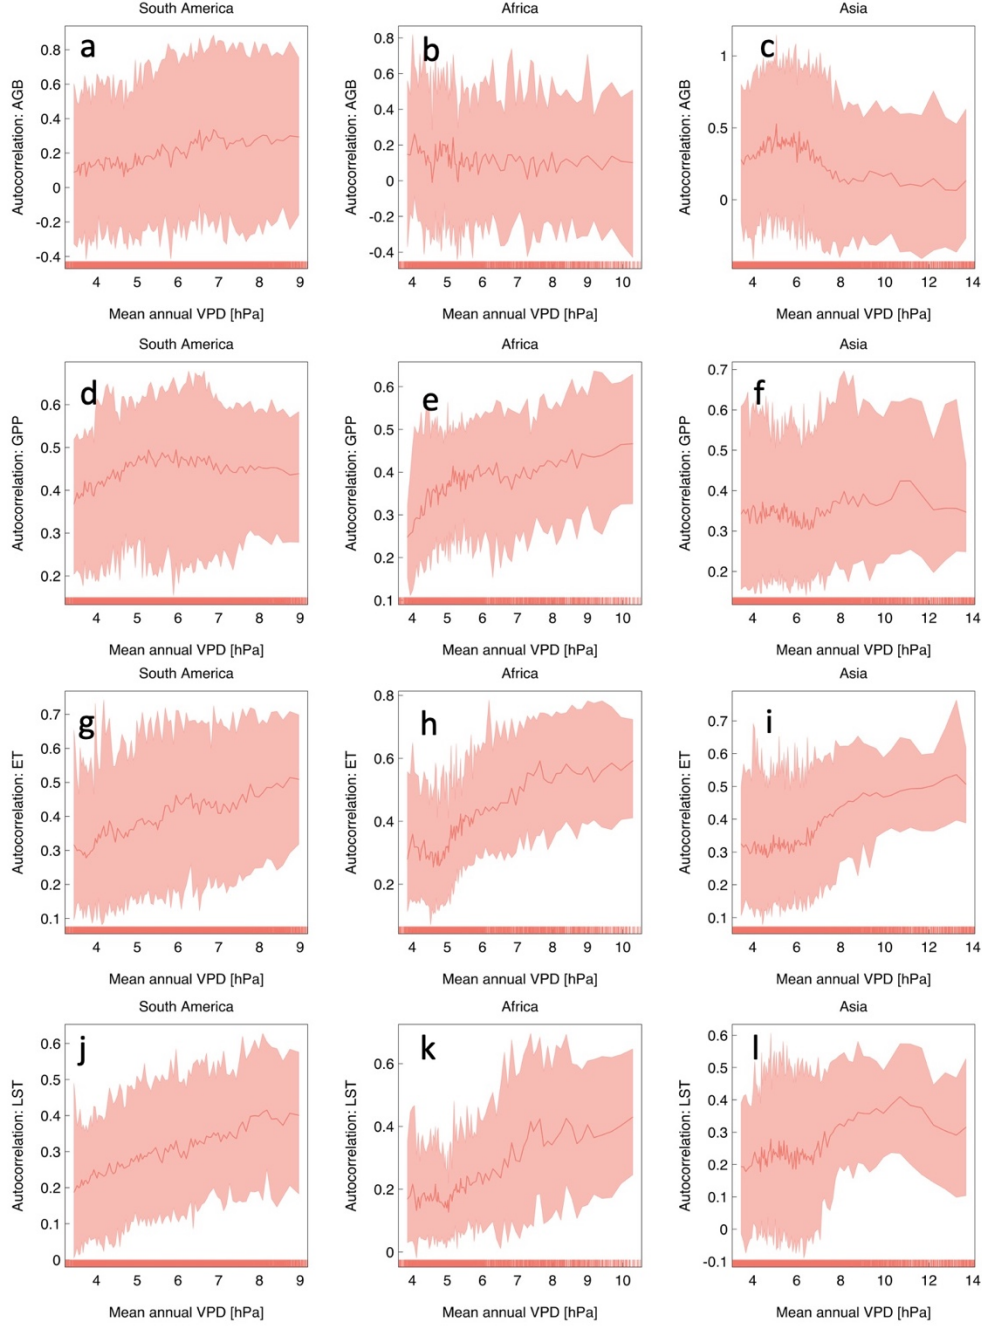 South America Africa Asia
a b c
Autocorrelation: AGB Autocorrelation: AGB Autocorrelation: AGB
0.8 0.8 1
0.6 0.6
0.4 0.4 0.5
0.2 0.2
0 0 0
-0.2 -0.2
-0.4 -0.4
4 5 6 7 8 9 4 5 6 7 8 9 10 4 6 8 10 12 14
Mean annual VPD [hPa] Mean annual VPD [hPa] Mean annual VPD [hPa]
South America Africa Asia
d e f
Autocorrelation: GPP Autocorrelation: GPP Autocorrelation: GPP
0.6 0.6 0.7
0.5 0.5 0.6
0.4 0.4 0.5
0.3 0.3 0.4
0.2 0.2 0.3
0.1 0.2
4 5 6 7 8 9 4 5 6 7 8 9 10 4 6 8 10 12 14
Mean annual VPD [hPa] Mean annual VPD [hPa] Mean annual VPD [hPa]
South America Africa Asia
g h i
Autocorrelation: ET Autocorrelation: ET Autocorrelation: ET
0.7 0.8 0.7
0.6 0.6 0.6
0.5 0.4 0.5
0.4 0.2 0.4
0.3 0.3
0.2 0.2
0.1 0.1
4 5 6 7 8 9 4 5 6 7 8 9 10 4 6 8 10 12 14
Mean annual VPD [hPa] Mean annual VPD [hPa] Mean annual VPD [hPa]
South America Africa Asia
j k l
Autocorrelation: LST Autocorrelation: LST Autocorrelation: LST
0.6 0.6 0.6
0.5 0.4 0.5
0.4 0.2 0.4
0.3 0 0.3
0.2 0.2
0.1 0.1
0 0
-0.1
4 5 6 7 8 9 4 5 6 7 8 9 10 4 6 8 10 12 14
Mean annual VPD [hPa] Mean annual VPD [hPa] Mean annual VPD [hPa]